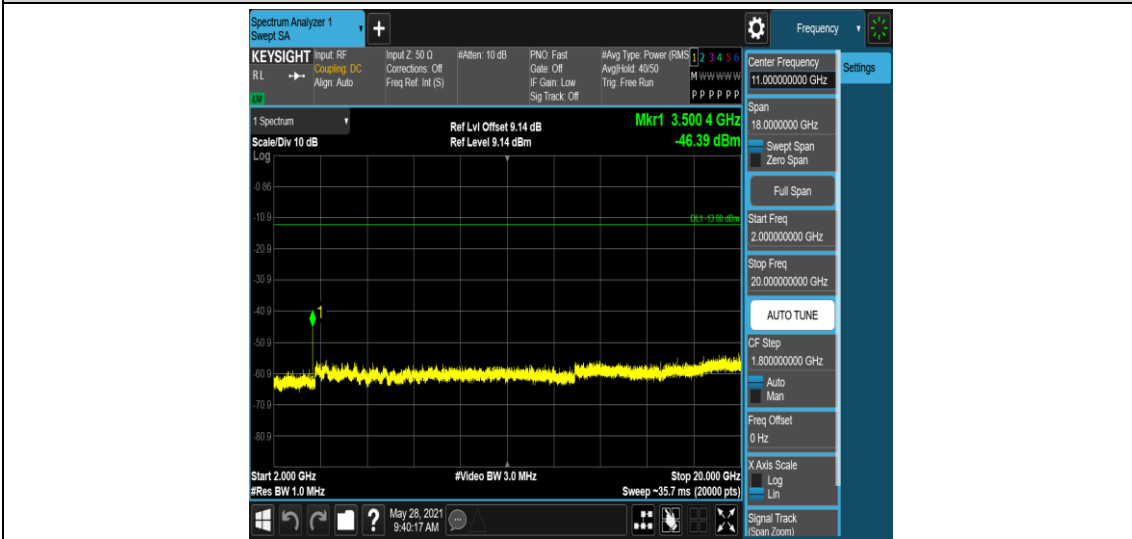 Spectrum Analyzer 1
Swept SA
+
Frequency
KEYSIGHT
RL
Input: RF
Coupling: DC
Align: Auto
Input Z: 50 Ω
Corrections: Off
Freq Ref: Int (S)
#Atten: 10 dB
PNO: Fast
Gate: Off
IF Gain: Low
Sig Track: Off
#Avg Type: Power (RMS
Avg|Hold: 40/50
Trig: Free Run
1 2 3 4 5 6
M W W W W W
P P P P P P
1 Spectrum
Scale/Div 10 dB
Log
Ref Lvl Offset 9.14 dB
Ref Level 9.14 dBm
Mkr1 3.500 4 GHz
-46.39 dBm
-0.86
-10.9
-20.9
-30.9
-40.9
-50.9
-60.9
-70.9
-80.9
DL1 -13.00 dBm
1
Start 2.000 GHz
#Res BW 1.0 MHz
#Video BW 3.0 MHz
Stop 20.000 GHz
Sweep ~35.7 ms (20000 pts)
Center Frequency
11.000000000 GHz
Settings
Span
18.0000000 GHz
Swept Span
Zero Span
Full Span
Start Freq
2.000000000 GHz
Stop Freq
20.000000000 GHz
AUTO TUNE
CF Step
1.800000000 GHz
Auto
Man
Freq Offset
0 Hz
X Axis Scale
Log
Lin
Signal Track
(Span Zoom)
?
May 28, 2021
9:40:17 AM